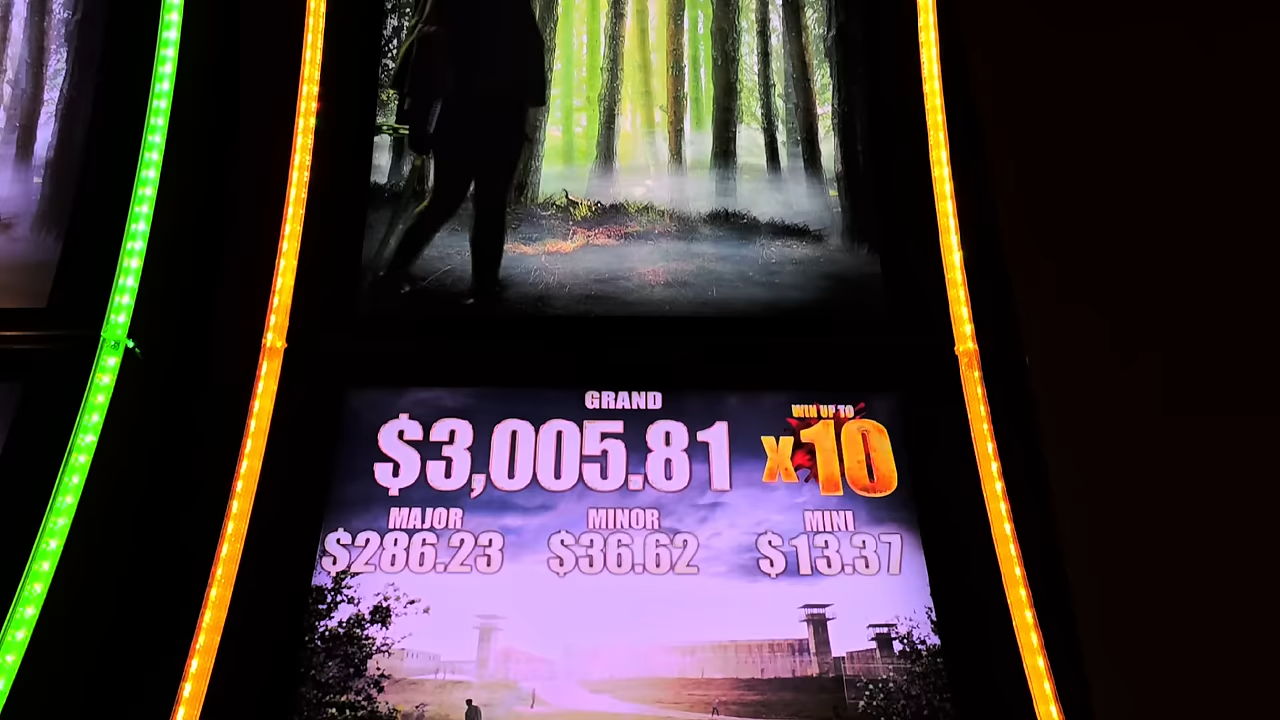 GRAND
$3,005.81
WIN UP TO
x10
MAJOR
MINOR
MINI
$286.23
$36.62
$13.37